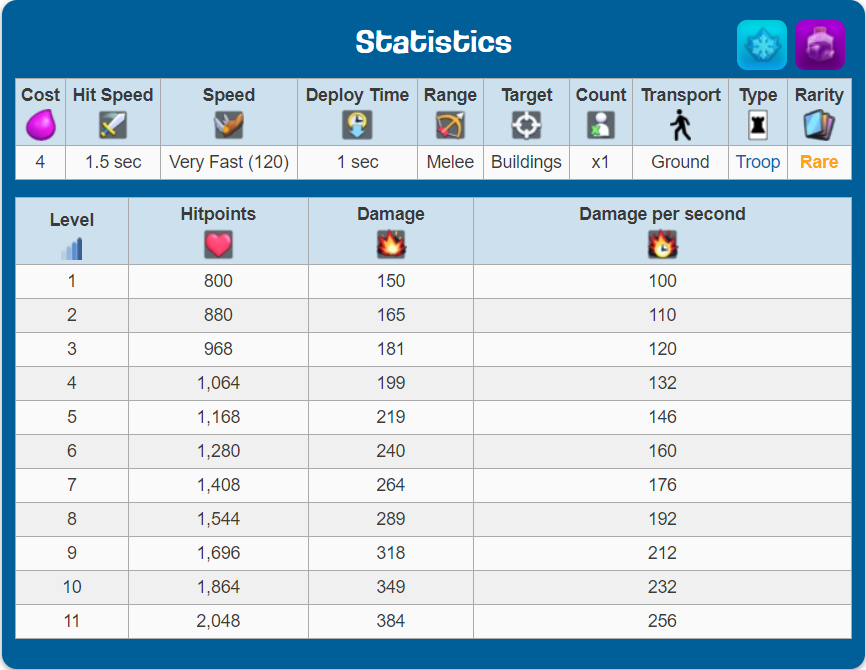 Statistics
Cost Hit Speed Speed Deploy Time Range Target Count Transport Type Rarity
4 1.5 sec Very Fast (120) 1 sec Melee Buildings x1 Ground Troop Rare
Level Hitpoints Damage Damage per second
1 800 150 100
2 880 165 110
3 968 181 120
4 1,064 199 132
5 1,168 219 146
6 1,280 240 160
7 1,408 264 176
8 1,544 289 192
9 1,696 318 212
10 1,864 349 232
11 2,048 384 256